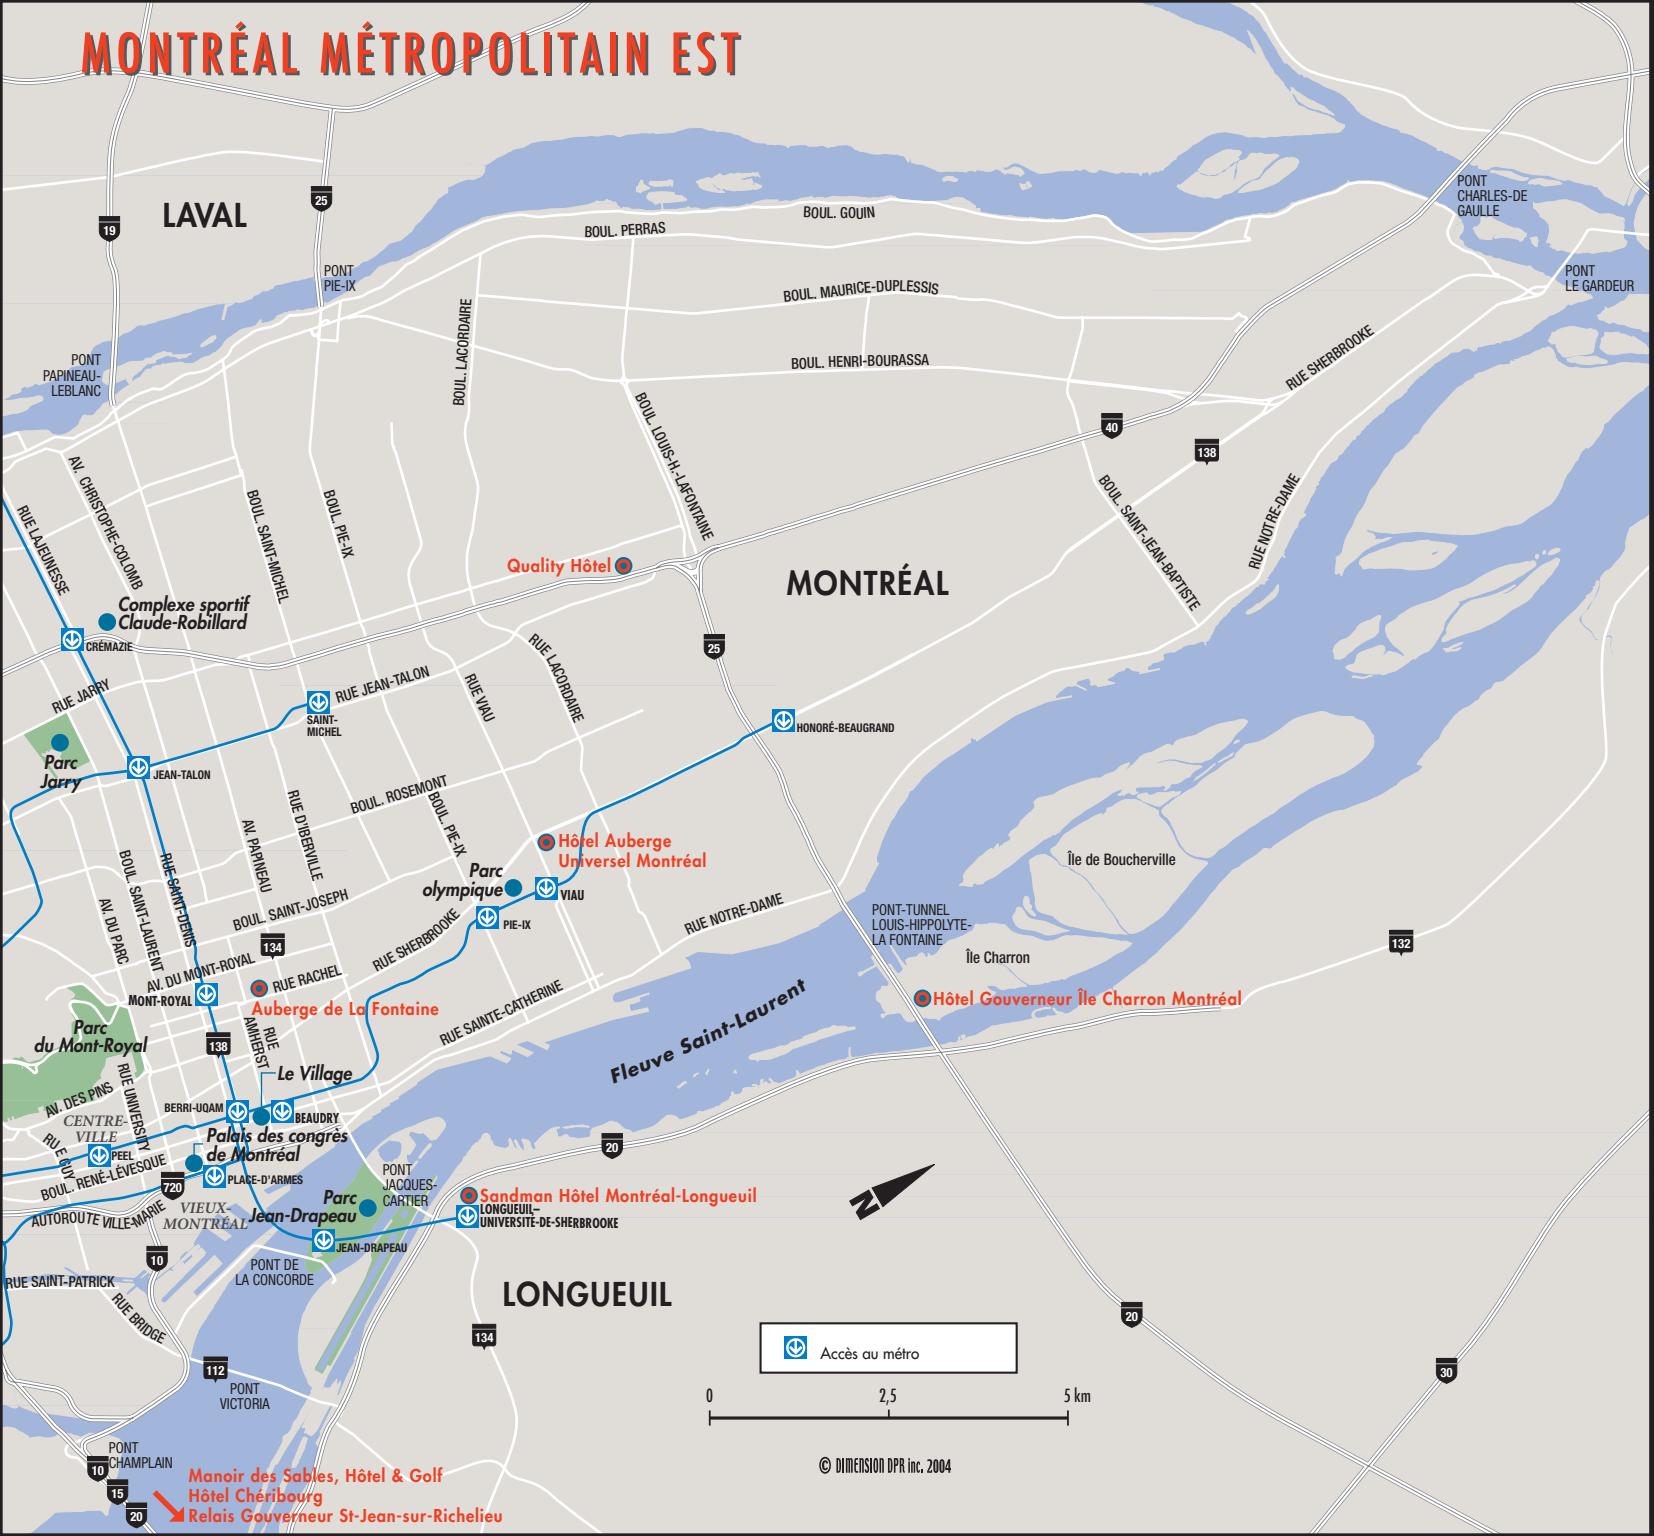 MONTRÉAL MÉTROPOLITAIN EST
LAVAL
25
19
PONT
PIE-IX
PONT
PAPINEAU-
LEBLANC
BOUL. GOUIN
BOUL. PERRAS
BOUL. MAURICE-DUPLESSIS
BOUL. HENRI-BOURASSA
BOUL. LACORDAIRE
BOUL. LOUIS-H.-LAFONTAINE
PONT
CHARLES-DE
GAULLE
PONT
LE GARDEUR
RUE SHERBROOKE
40
138
BOUL. SAINT-JEAN-BAPTISTE
RUE NOTRE-DAME
AV. CHRISTOPHE-COLOMB
RUE LAJEUNESSE
BOUL. SAINT-MICHEL
BOUL. PIE-IX
Quality Hôtel
MONTRÉAL
Complexe sportif
Claude-Robillard
CRÉMAZIE
25
RUE LACORDAIRE
RUE VIAU
RUE JARRY
RUE JEAN-TALON
SAINT-
MICHEL
HONORÉ-BEAUGRAND
Parc
Jarry
JEAN-TALON
BOUL. ROSEMONT
BOUL. PIE-IX
RUE D'IBERVILLE
AV. PAPINEAU
BOUL. SAINT-LAURENT
RUE SAINT-DENIS
AV. DU PARC
Hôtel Auberge
Universel Montréal
Parc
olympique
VIAU
PIE-IX
BOUL. SAINT-JOSEPH
134
RUE SHERBROOKE
RUE NOTRE-DAME
Île de Boucherville
PONT-TUNNEL
LOUIS-HIPPOLYTE-
LA FONTAINE
Île Charron
132
AV. DU MONT-ROYAL
RUE RACHEL
MONT-ROYAL
Auberge de La Fontaine
Hôtel Gouverneur Île Charron Montréal
RUE SAINTE-CATHERINE
Fleuve Saint-Laurent
Parc
du Mont-Royal
138
RUE
AMHERST
Le Village
RUE UNIVERSITY
AV. DES PINS
BERRI-UQAM
BEAUDRY
CENTRE-
VILLE
RUE GUY
PEEL
Palais des congrès
de Montréal
BOUL. RENÉ-LÉVESQUE
PLACE-D'ARMES
720
20
AUTOROUTE VILLE-MARIE
VIEUX-
MONTRÉAL
Parc
Jean-Drapeau
PONT
JACQUES-
CARTIER
Sandman Hôtel Montréal-Longueuil
LONGUEUIL–
UNIVERSITÉ-DE-SHERBROOKE
JEAN-DRAPEAU
N
10
PONT DE
LA CONCORDE
RUE SAINT-PATRICK
RUE BRIDGE
LONGUEUIL
134
20
30
112
PONT
VICTORIA
Accès au métro
0
2,5
5 km
PONT
CHAMPLAIN
10
15
20
© DIMENSION DPR inc. 2004
Manoir des Sables, Hôtel & Golf
Hôtel Chéribourg
Relais Gouverneur St-Jean-sur-Richelieu